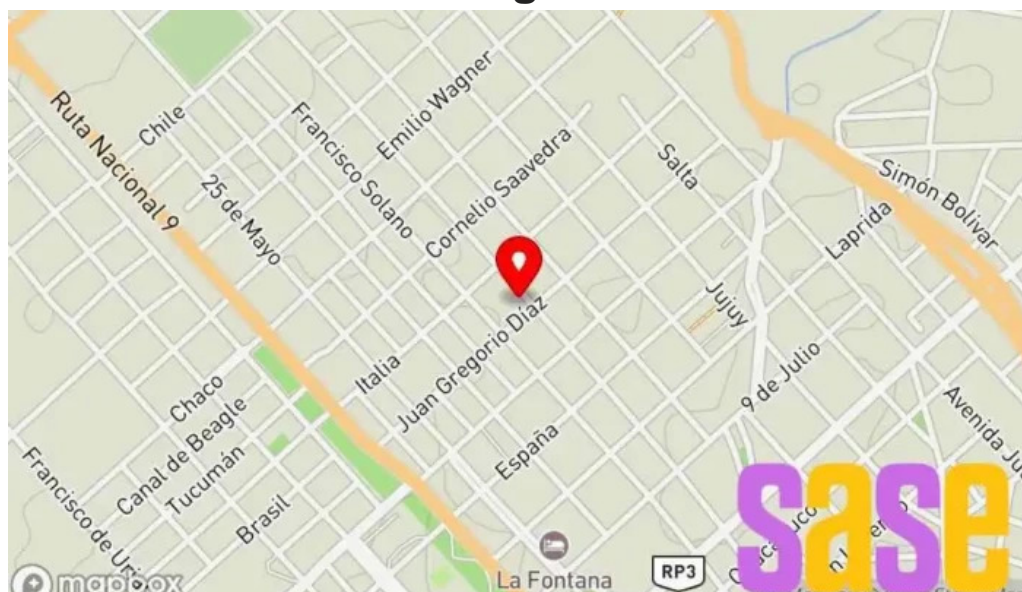 Emilio Wagner
Ruta Nacional 9
Chile
Francisco Solano
Cornelio Saavedra
Salta
25 de Mayo
Simón Bolivar
Laprida
Jujuy
Juan Gregorio Díaz
Italia
9 de Julio
Chaco
Canal de Beagle
Tucumán
Brasil
España
Francisco de Uri
Avenida Ju
La Fontana
RP3
sase
mapbox